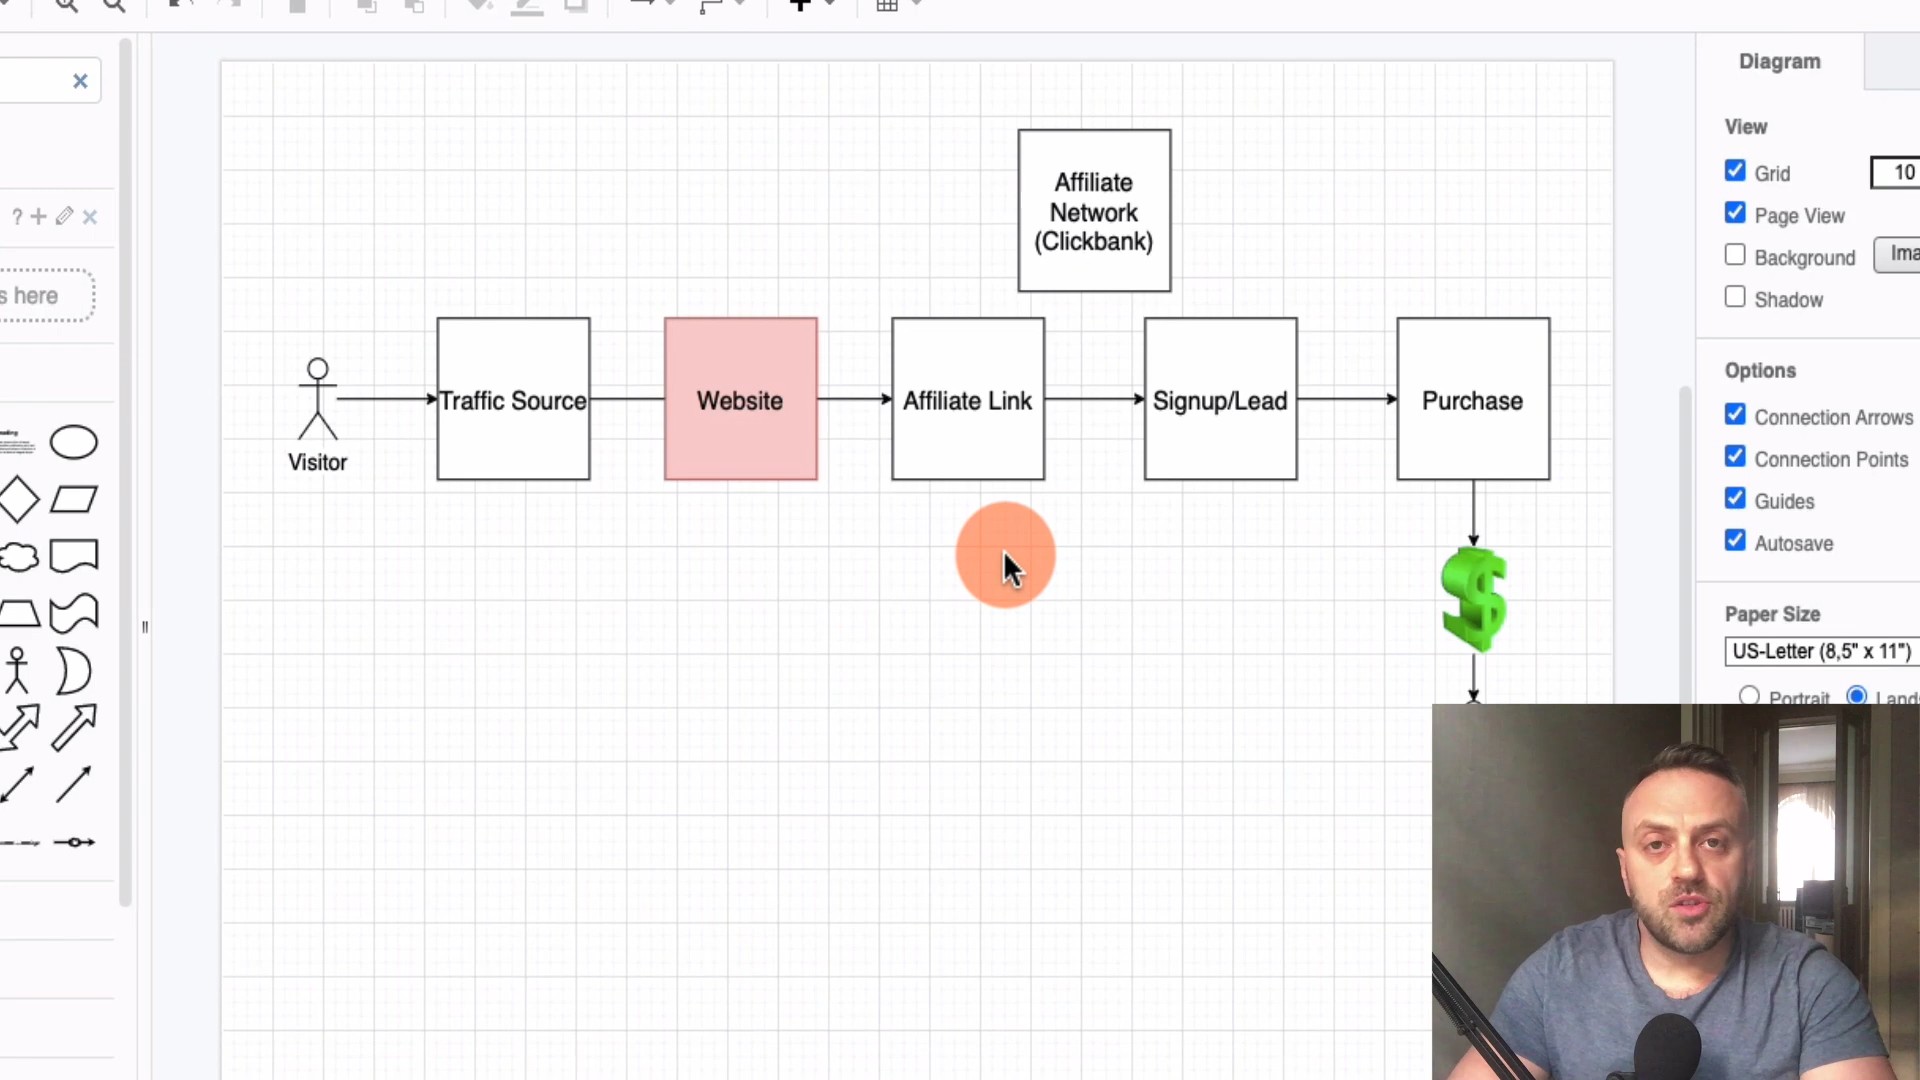 Diagram
View
Grid
10
Page View
Background
Shadow
Options
Connection Arrows
Connection Points
Guides
Autosave
Paper Size
US-Letter (8,5" x 11")
Portrait
?
s here
Affiliate
Network
(Clickbank)
Visitor
Traffic Source
Website
Affiliate Link
Signup/Lead
Purchase
$